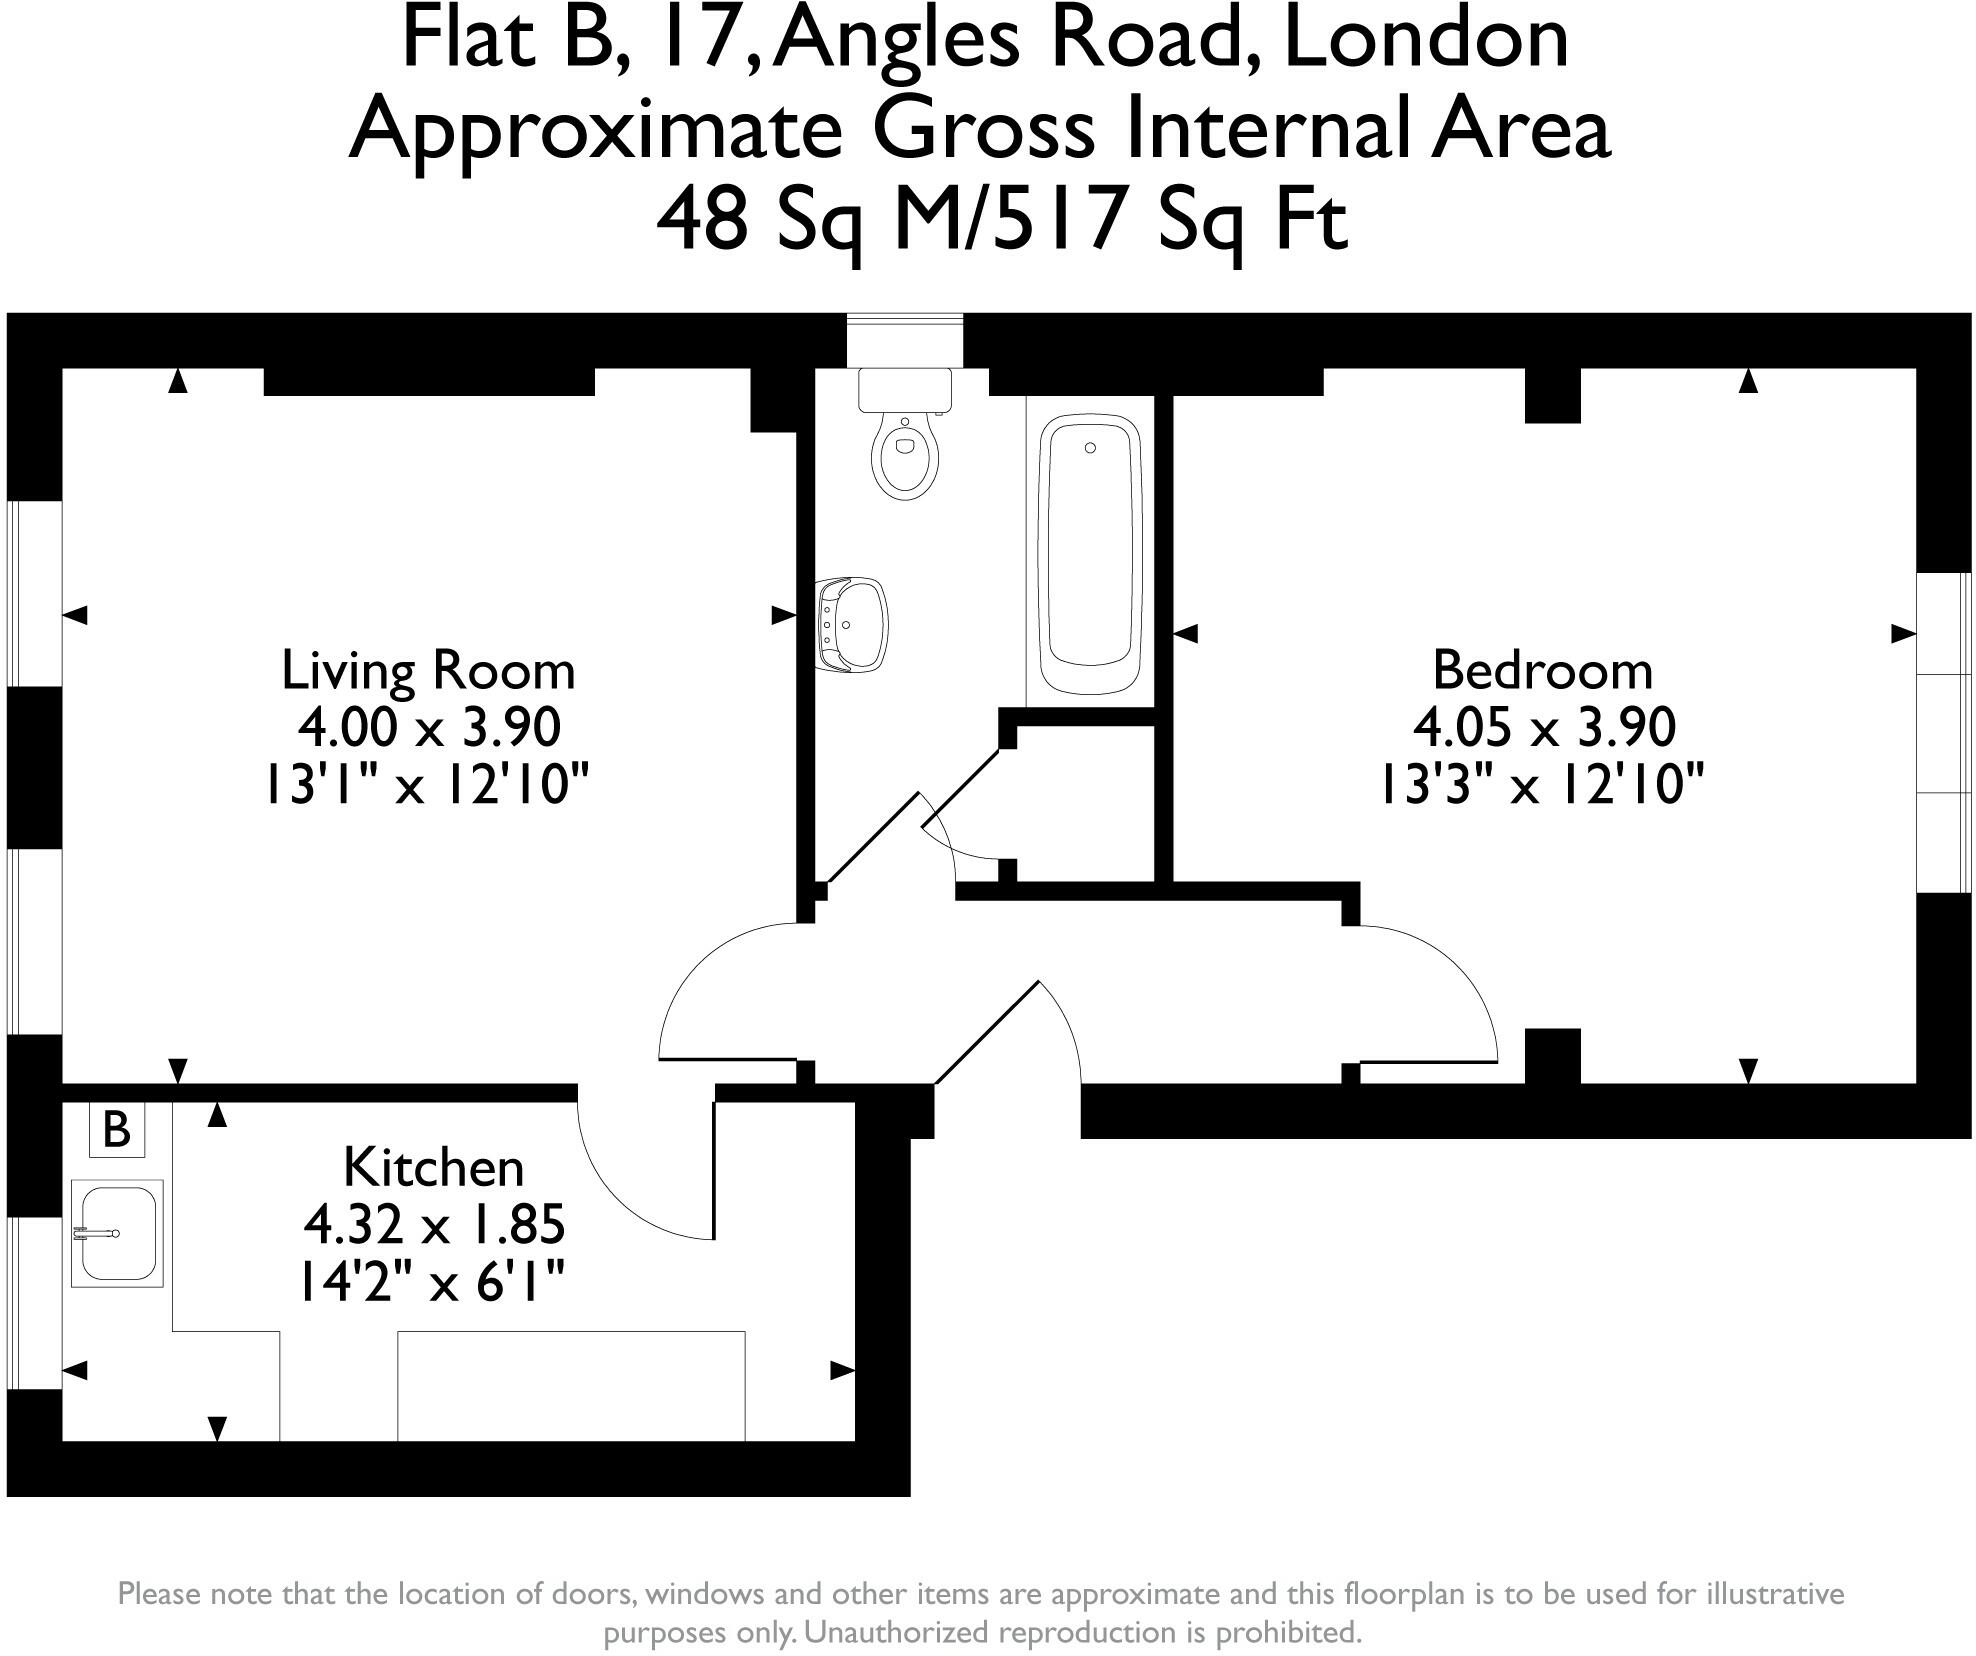 Flat B, 17, Angles Road, London
Approximate Gross Internal Area
48 Sq M/517 Sq Ft
Living Room
4.00 x 3.90
13'1" x 12'10"
Bedroom
4.05 x 3.90
13'3" x 12'10"
B
Kitchen
4.32 x 1.85
14'2" x 6'1"
Please note that the location of doors, windows and other items are approximate and this floorplan is to be used for illustrative
purposes only. Unauthorized reproduction is prohibited.